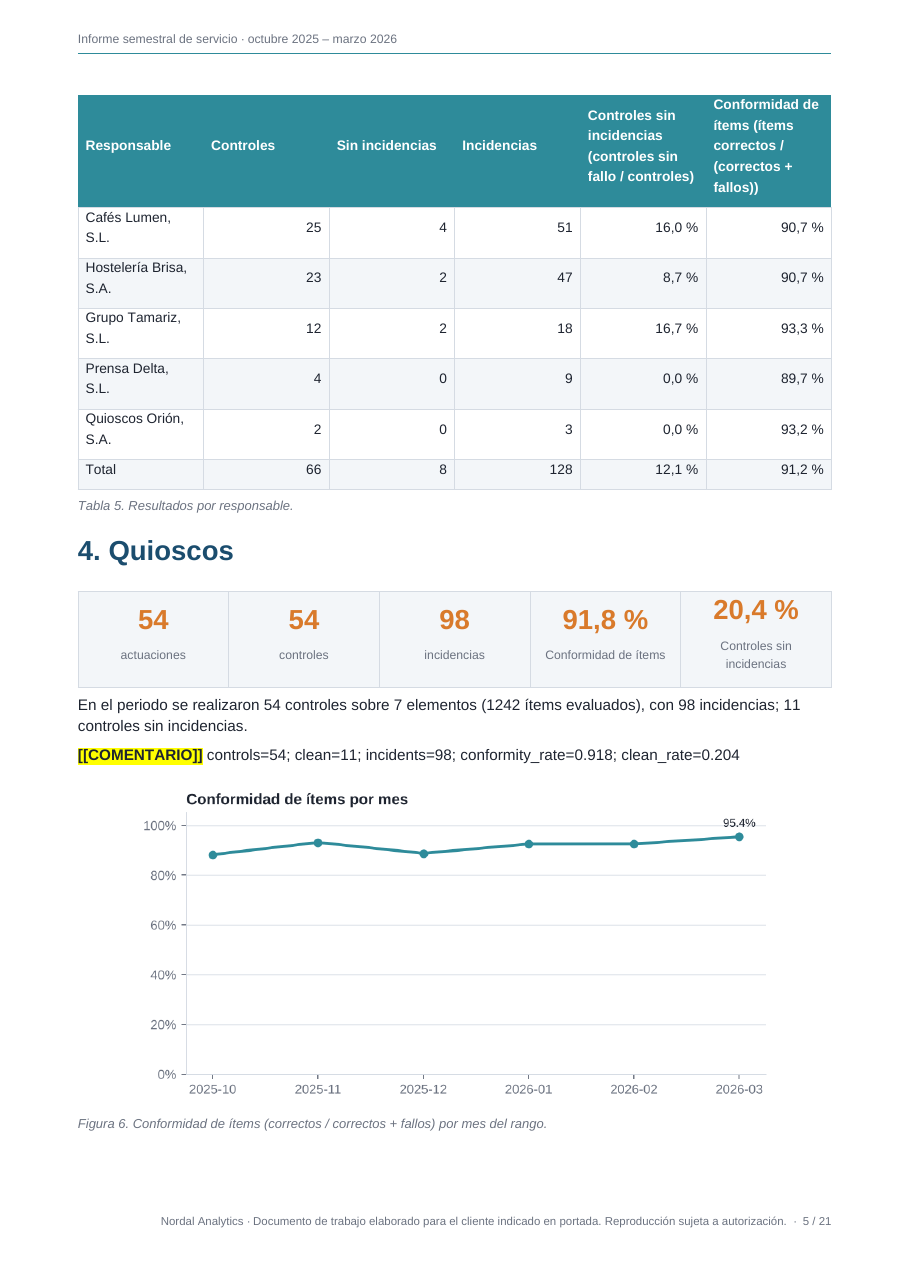 Informe semestral de servicio · octubre 2025 – marzo 2026
Responsable Controles Sin incidencias Incidencias Controles sin incidencias (controles sin fallo / controles) Conformidad de ítems (ítems correctos / (correctos + fallos))
Cafés Lumen, S.L. 25 4 51 16,0 % 90,7 %
Hostelería Brisa, S.A. 23 2 47 8,7 % 90,7 %
Grupo Tamariz, S.L. 12 2 18 16,7 % 93,3 %
Prensa Delta, S.L. 4 0 9 0,0 % 89,7 %
Quioscos Orión, S.A. 2 0 3 0,0 % 93,2 %
Total 66 8 128 12,1 % 91,2 %
Tabla 5. Resultados por responsable.
4. Quioscos
54 54 98 91,8 % 20,4 %
actuaciones controles incidencias Conformidad de ítems Controles sin incidencias
En el periodo se realizaron 54 controles sobre 7 elementos (1242 ítems evaluados), con 98 incidencias; 11
controles sin incidencias.
[[COMENTARIO]] controls=54; clean=11; incidents=98; conformity_rate=0.918; clean_rate=0.204
Conformidad de ítems por mes
95.4%
100%
80%
60%
40%
20%
0%
2025-10 2025-11 2025-12 2026-01 2026-02 2026-03
Figura 6. Conformidad de ítems (correctos / correctos + fallos) por mes del rango.
Nordal Analytics · Documento de trabajo elaborado para el cliente indicado en portada. Reproducción sujeta a autorización. · 5 / 21